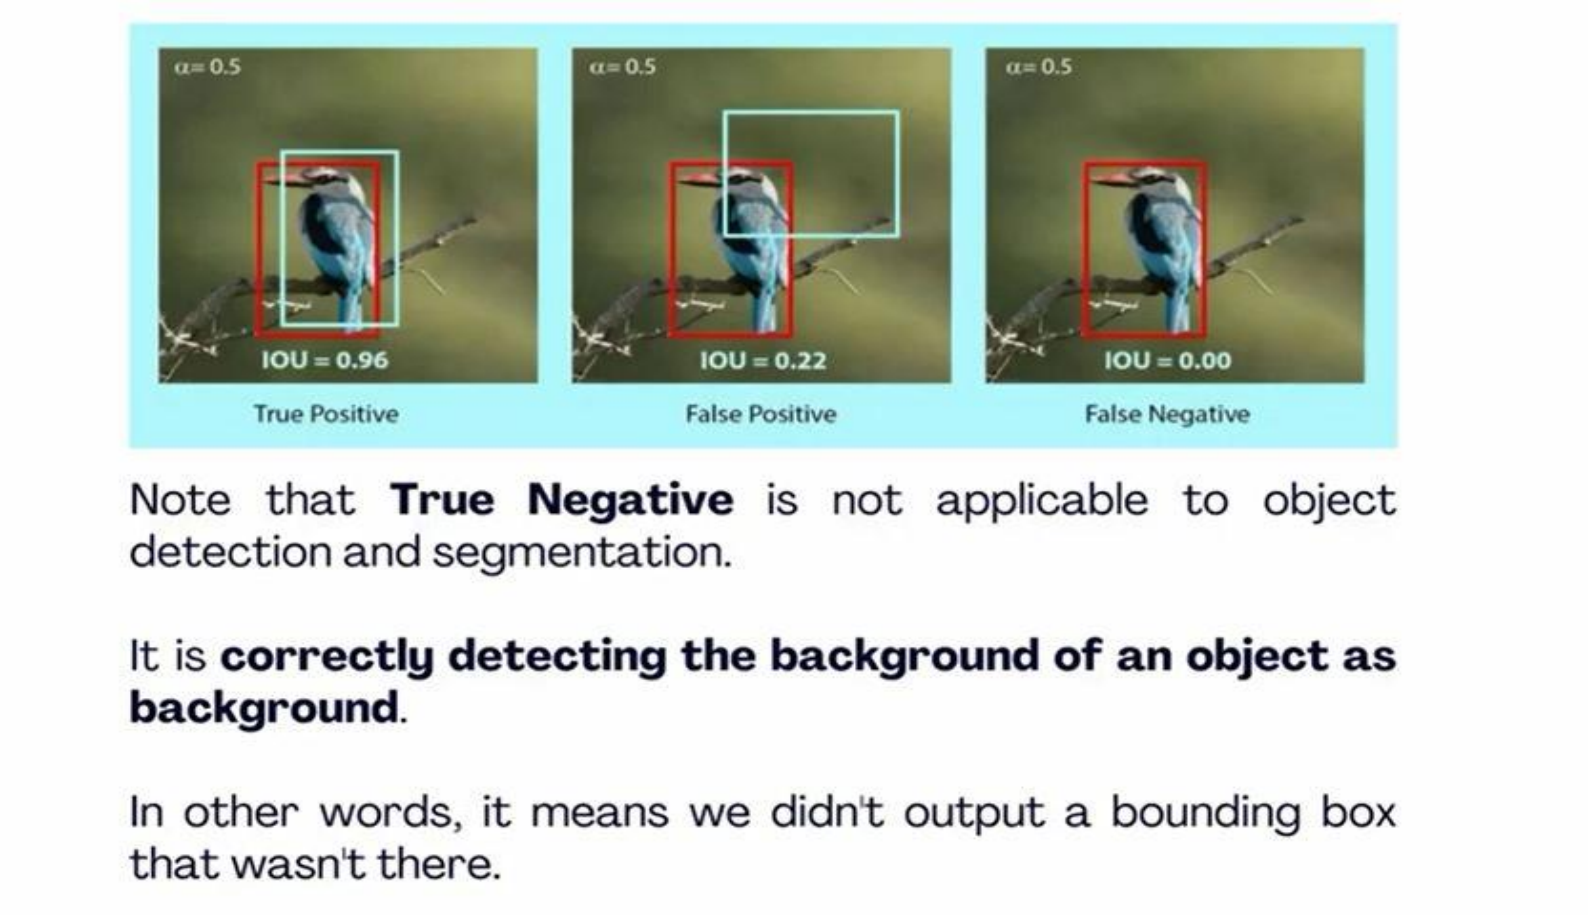 α= 0.5
α= 0.5
α= 0.5
IOU = 0.96
IOU = 0.22
IOU = 0.00
True Positive
False Positive
False Negative
Note that True Negative is not applicable to object
detection and segmentation.
It is correctly detecting the background of an object as
background.
In other words, it means we didn't output a bounding box
that wasn't there.